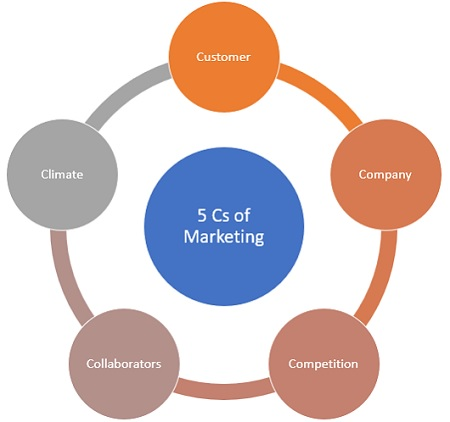 Customer
Climate
Company
5 Cs of
Marketing
Collaborators
Competition